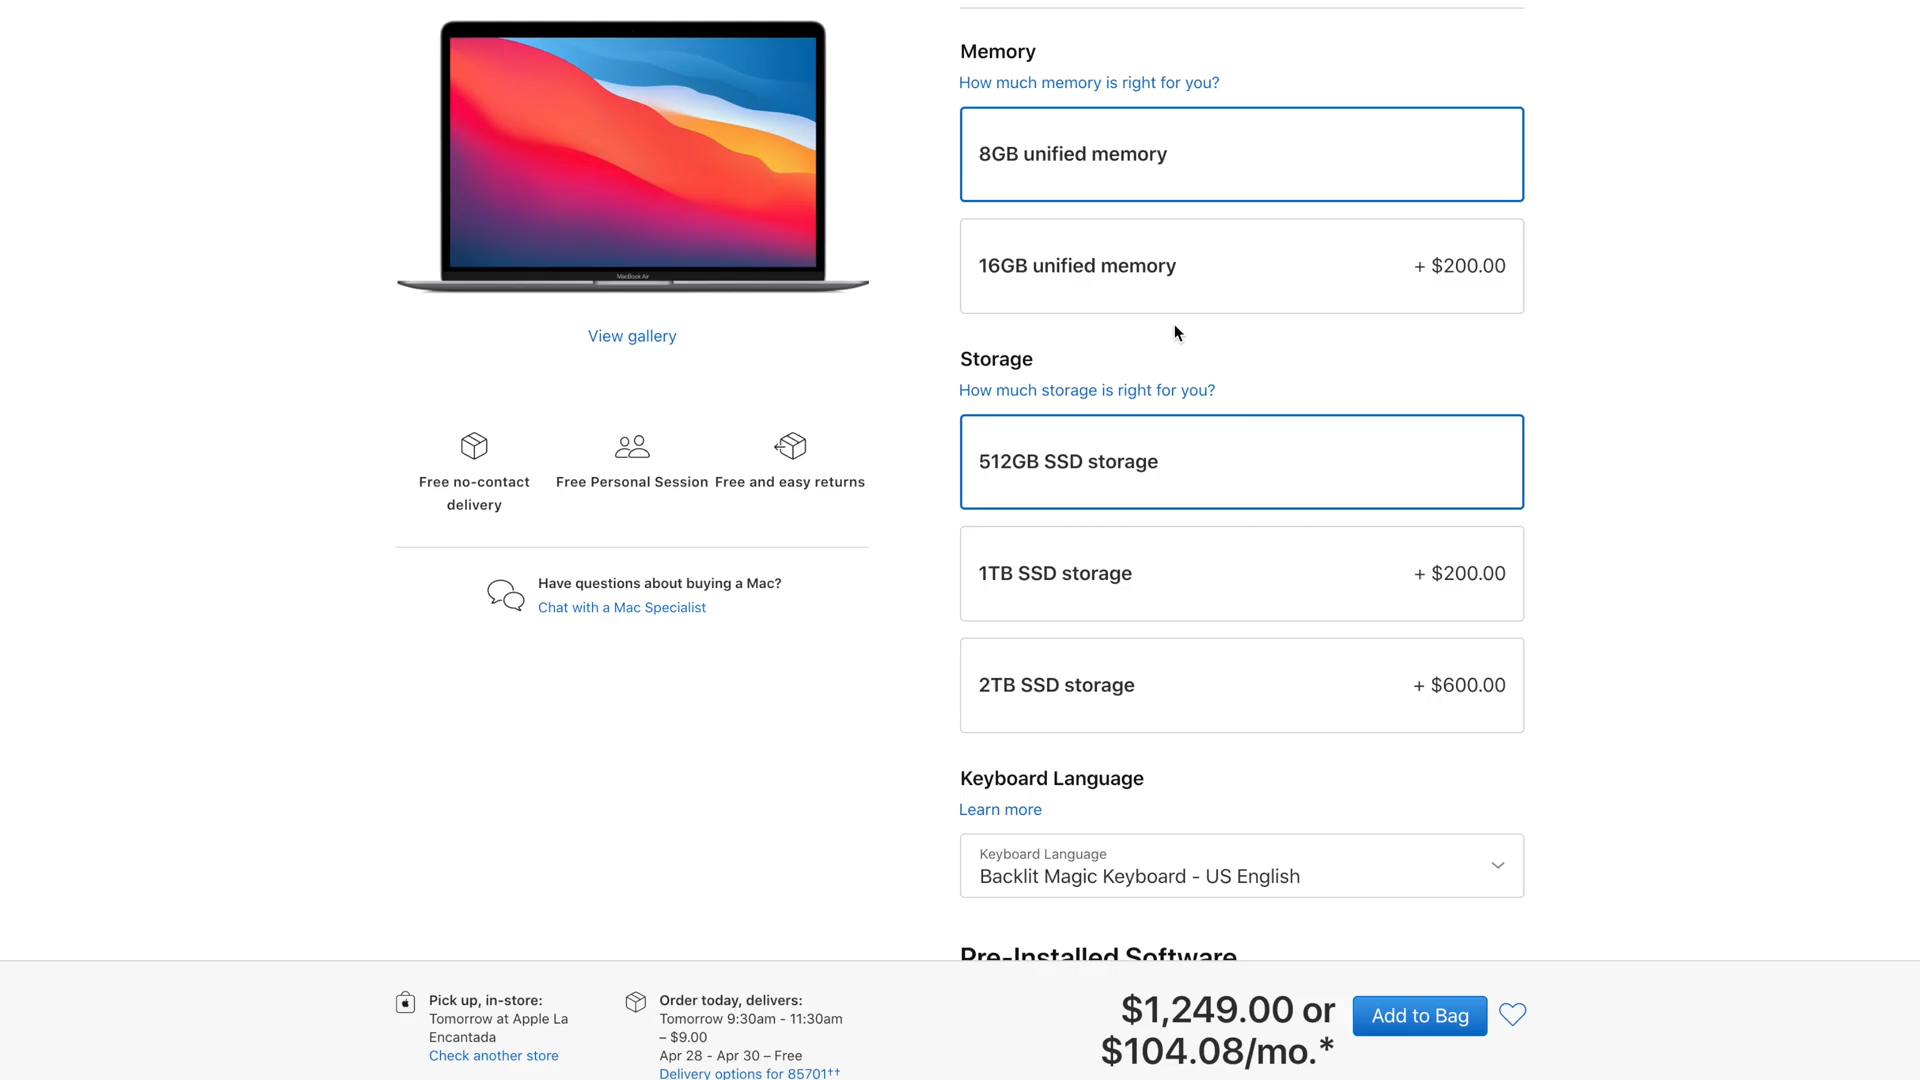 MacBook Air
View gallery
Free no-contact
delivery
Free Personal Session
Free and easy returns
Have questions about buying a Mac?
Chat with a Mac Specialist
Memory
How much memory is right for you?
8GB unified memory
16GB unified memory + $200.00
Storage
How much storage is right for you?
512GB SSD storage
1TB SSD storage + $200.00
2TB SSD storage + $600.00
Keyboard Language
Learn more
Keyboard Language
Backlit Magic Keyboard - US English
Pre-Installed Software
Pick up, in-store:
Tomorrow at Apple La
Encantada
Check another store
Order today, delivers:
Tomorrow 9:30am - 11:30am
– $9.00
Apr 28 - Apr 30 – Free
Delivery options for 85701††
$1,249.00 or
$104.08/mo.*
Add to Bag